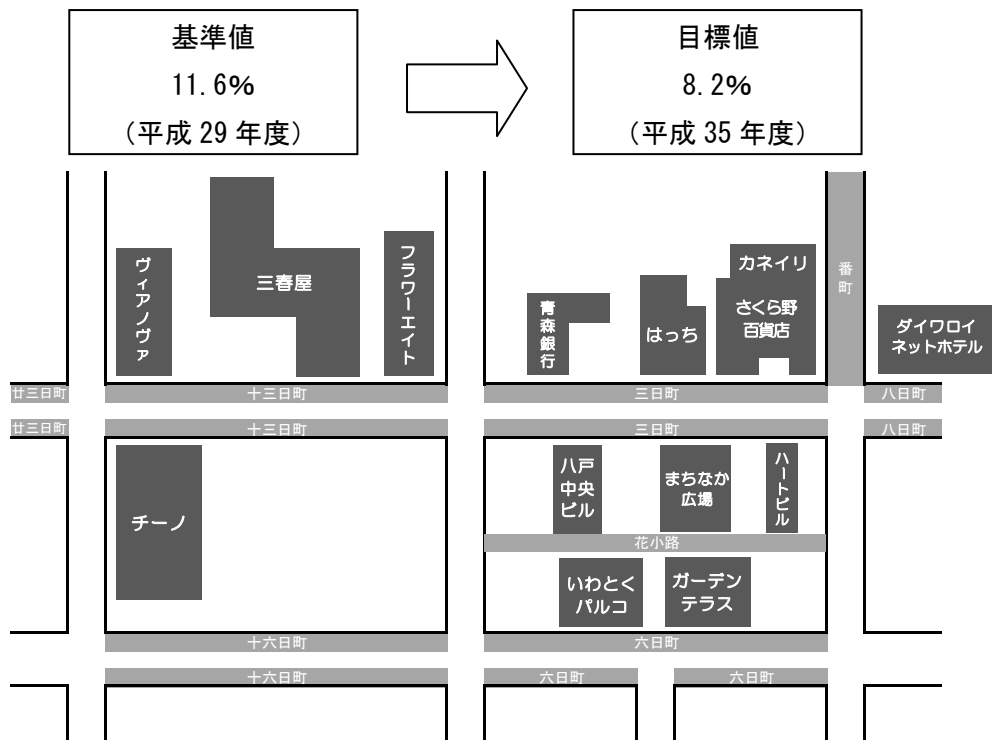 基準値
11.6%
(平成 29 年度)
目標値
8.2%
(平成 35 年度)
ヴィアノヴァ
三春屋
フラワーエイト
青森銀行
はっち
カネイリ
さくら野
百貨店
番町
ダイワロイ
ネットホテル
廿三日町
十三日町
三日町
八日町
廿三日町
十三日町
三日町
八日町
チーノ
八戸
中央
ビル
まちなか
広場
ハートビル
花小路
いわとく
パルコ
ガーデン
テラス
十六日町
六日町
十六日町
六日町
六日町